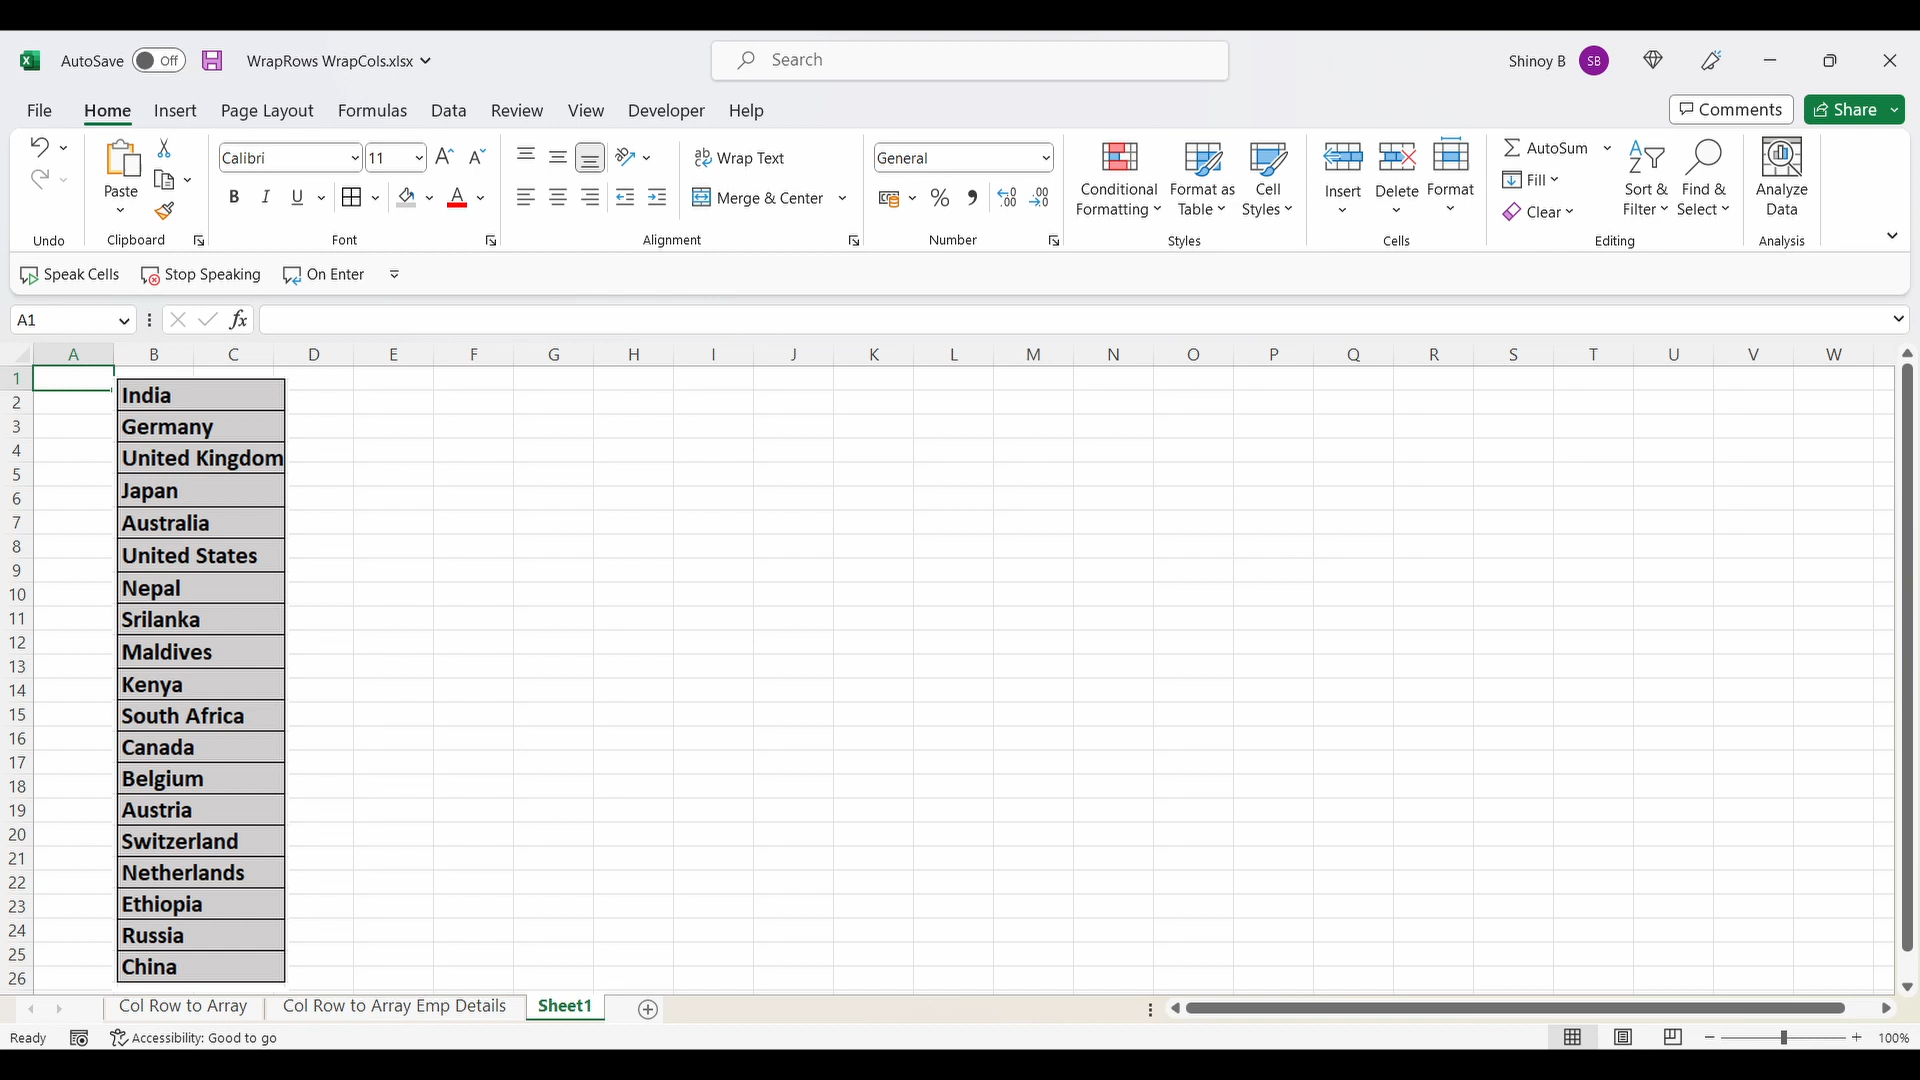 AutoSave Off WrapRows WrapCols.xlsx Search Shinoy B SB
File Home Insert Page Layout Formulas Data Review View Developer Help Comments Share
Calibri 11 Wrap Text General AutoSum
Paste B I U A Merge & Center % Conditional Formatting Format as Table Cell Styles Insert Delete Format Fill Clear Sort & Filter Find & Select Analyze Data
Undo Clipboard Font Alignment Number Styles Cells Editing Analysis
Speak Cells Stop Speaking On Enter
A1 fx
A B C D E F G H I J K L M N O P Q R S T U V W
1
India
2
3 Germany
4 United Kingdom
5
6 Japan
7 Australia
8 United States
9
10 Nepal
11 Srilanka
12
13 Maldives
14 Kenya
15 South Africa
16 Canada
17
18 Belgium
19 Austria
20 Switzerland
21
22 Netherlands
23 Ethiopia
24 Russia
25
26 China
Col Row to Array Col Row to Array Emp Details Sheet1
Ready Accessibility: Good to go 100%